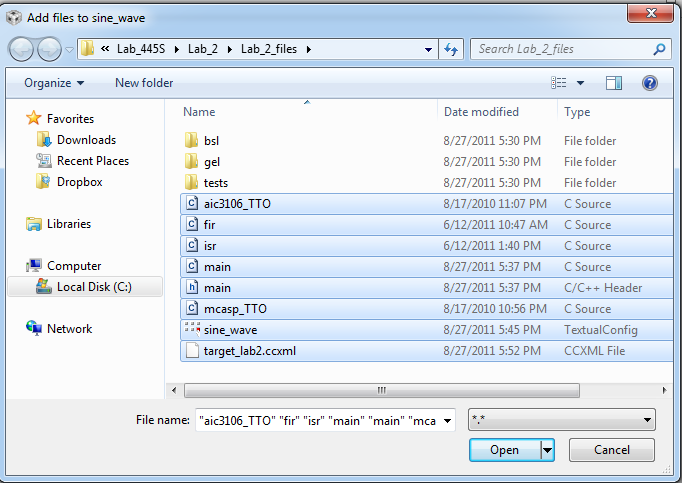 Add files to sine_wave
« Lab_445S Lab_2 Lab_2_files Search Lab_2_files
Organize New folder
Name Date modified Type
Favorites
Downloads
Recent Places
Dropbox
Libraries
Computer
Local Disk (C:)
Network
bsl 8/27/2011 5:30 PM File folder
gel 8/27/2011 5:30 PM File folder
tests 8/27/2011 5:30 PM File folder
aic3106_TTO 8/17/2010 11:07 PM C Source
fir 6/12/2011 10:47 AM C Source
isr 6/12/2011 1:40 PM C Source
main 8/27/2011 5:37 PM C Source
main 8/27/2011 5:37 PM C/C++ Header
mcasp_TTO 8/17/2010 10:56 PM C Source
sine_wave 8/27/2011 5:45 PM TextualConfig
target_lab2.ccxml 8/27/2011 5:52 PM CCXML File
File name: "aic3106_TTO" "fir" "isr" "main" "main" "mca *.*
Open Cancel